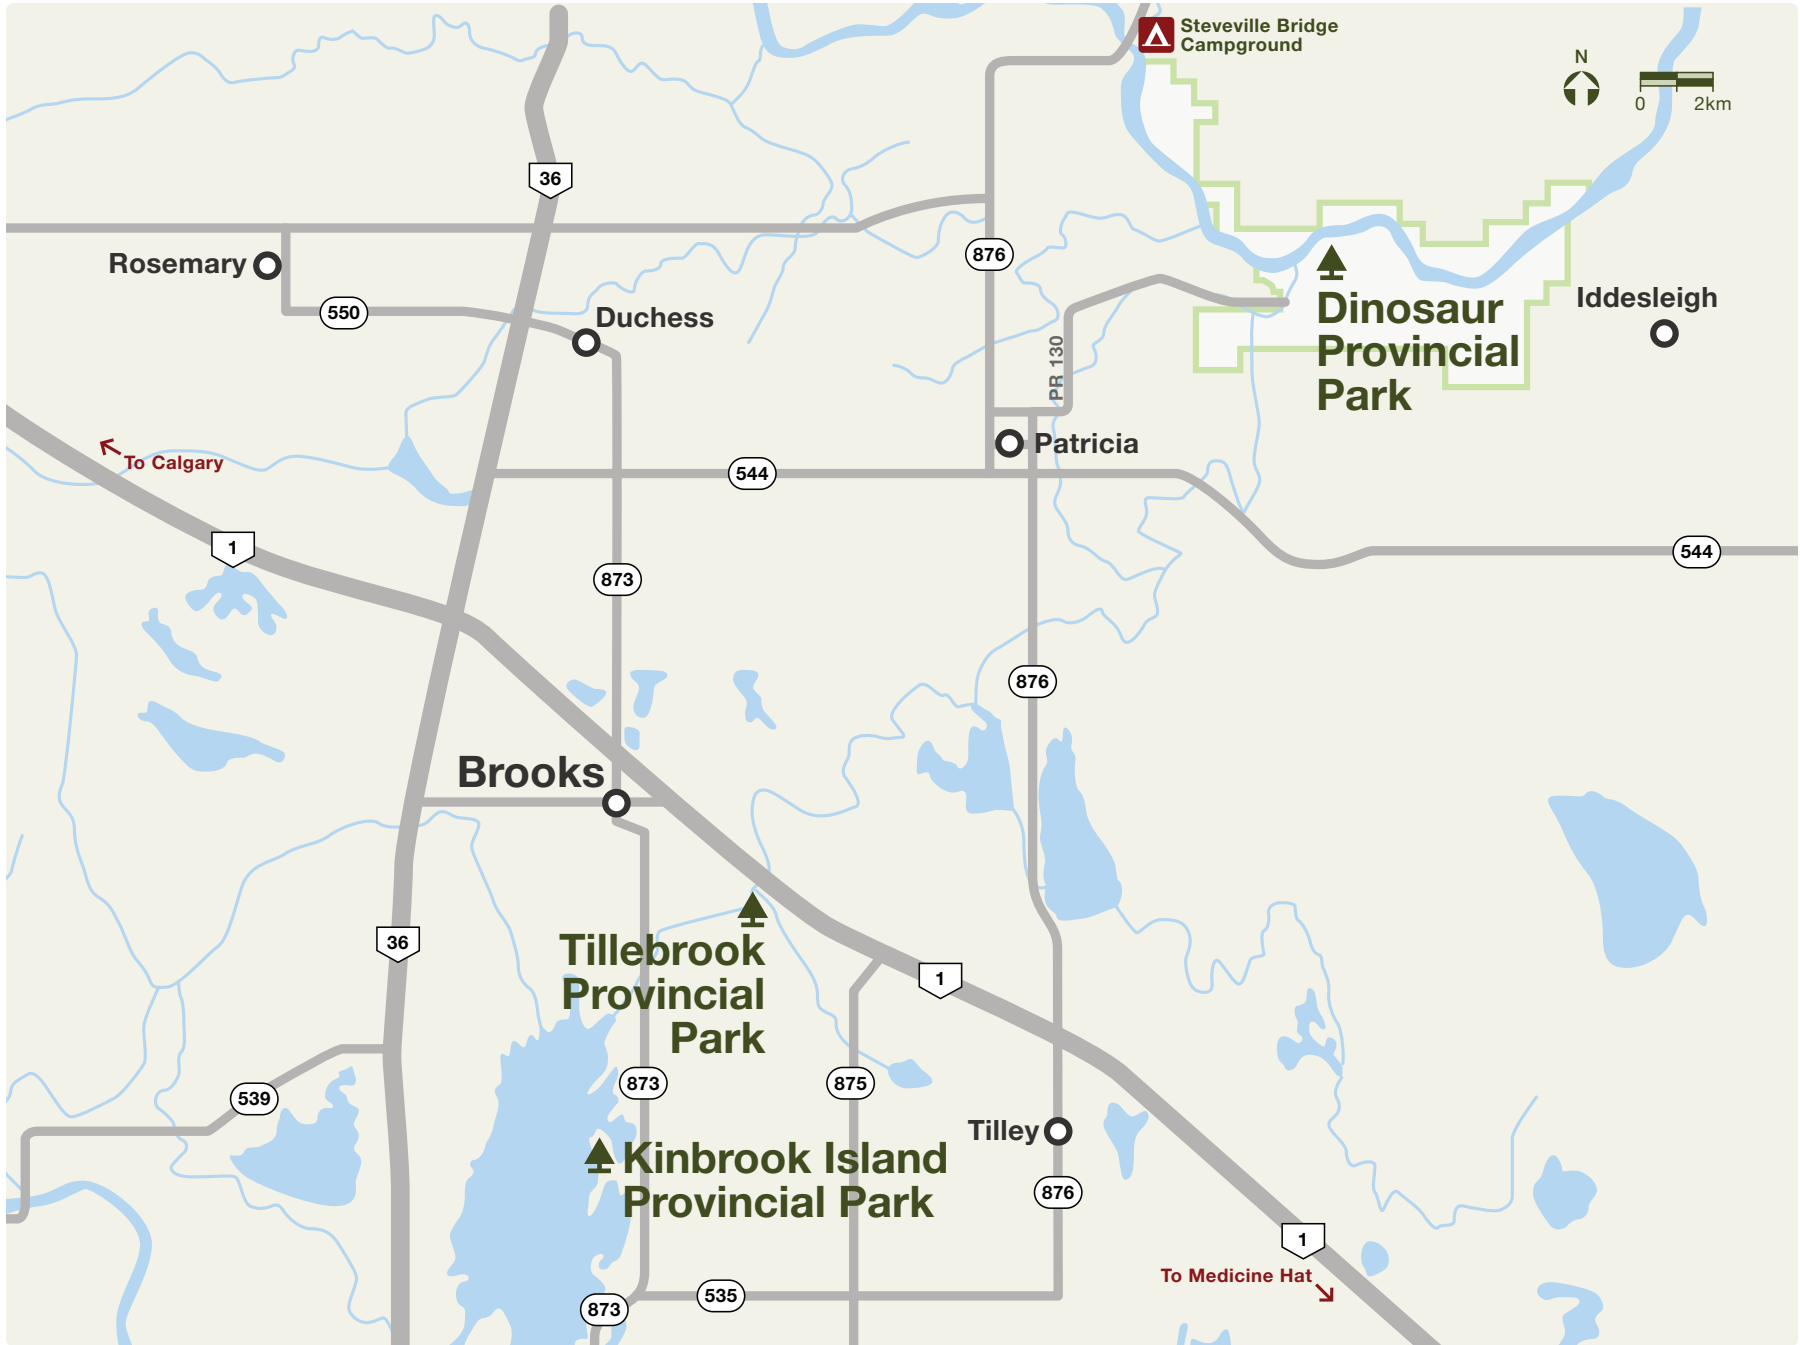 Steveville Bridge
Campground
N
0 2km
36
Rosemary
876
550
Duchess
Iddesleigh
Dinosaur
Provincial
Park
PR 130
To Calgary
Patricia
544
1
544
873
876
Brooks
36
Tillebrook
Provincial
Park
1
539
873
875
Tilley
Kinbrook Island
Provincial Park
876
1
To Medicine Hat
873
535